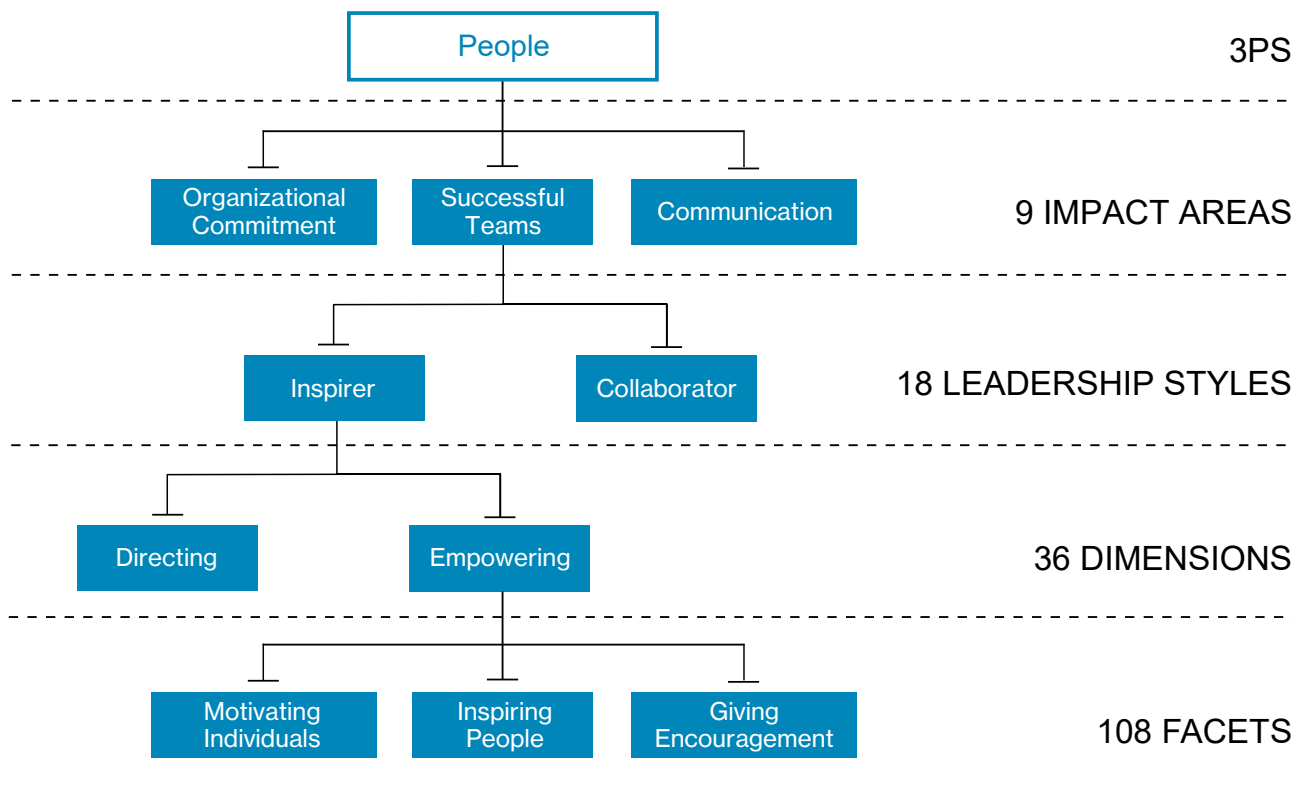 People
3PS
Organizational
Commitment
Successful
Teams
Communication
9 IMPACT AREAS
Inspirer
Collaborator
18 LEADERSHIP STYLES
Directing
Empowering
36 DIMENSIONS
Motivating
Individuals
Inspiring
People
Giving
Encouragement
108 FACETS